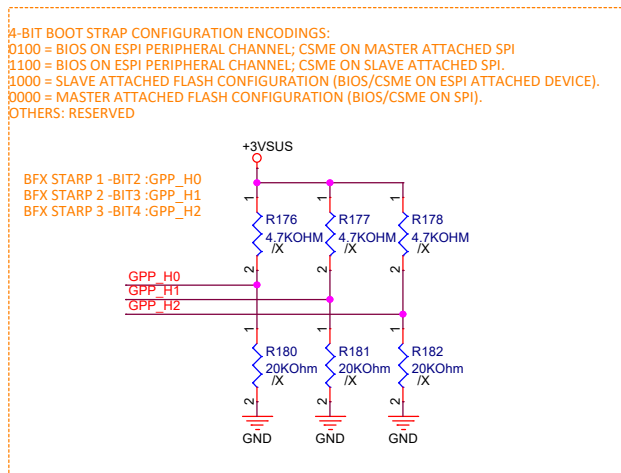 4-BIT BOOT STRAP CONFIGURATION ENCODINGS:
0100 = BIOS ON ESPI PERIPHERAL CHANNEL; CSME ON MASTER ATTACHED SPI
1100 = BIOS ON ESPI PERIPHERAL CHANNEL; CSME ON SLAVE ATTACHED SPI.
1000 = SLAVE ATTACHED FLASH CONFIGURATION (BIOS/CSME ON ESPI ATTACHED DEVICE).
0000 = MASTER ATTACHED FLASH CONFIGURATION (BIOS/CSME ON SPI).
OTHERS: RESERVED
+3VSUS
BFX STARP 1 -BIT2 :GPP_H0
BFX STARP 2 -BIT3 :GPP_H1
BFX STARP 3 -BIT4 :GPP_H2
1 1 1
R176 R177 R178
4.7KOHM 4.7KOHM 4.7KOHM
/X /X /X
2 2 2
GPP_H0
GPP_H1
GPP_H2
1 1 1
R180 R181 R182
20KOhm 20KOhm 20KOhm
/X /X /X
2 2 2
GND GND GND